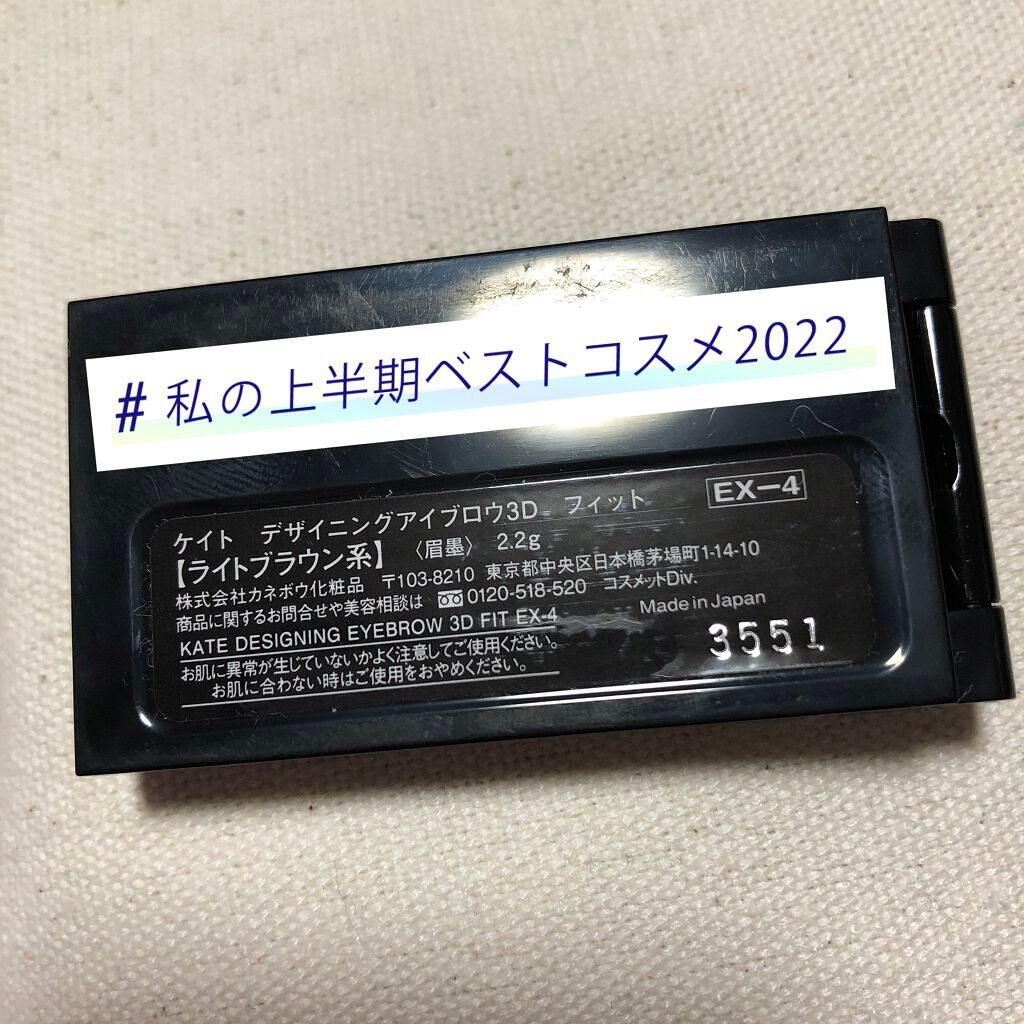 # 私の上半期ベストコスメ2022
EX-4
ケイト デザイニングアイブロウ3D フィット
【ライトブラウン系】 〈眉墨〉 2.2g
株式会社カネボウ化粧品 〒103-8210 東京都中央区日本橋茅場町1-14-10
商品に関するお問合せや美容相談は 0120-518-520 コスメットDiv.
KATE DESIGNING EYEBROW 3D FIT EX-4
Made in Japan
お肌に異常が生じていないかよく注意してご使用ください。
お肌に合わない時はご使用をおやめください。
3551